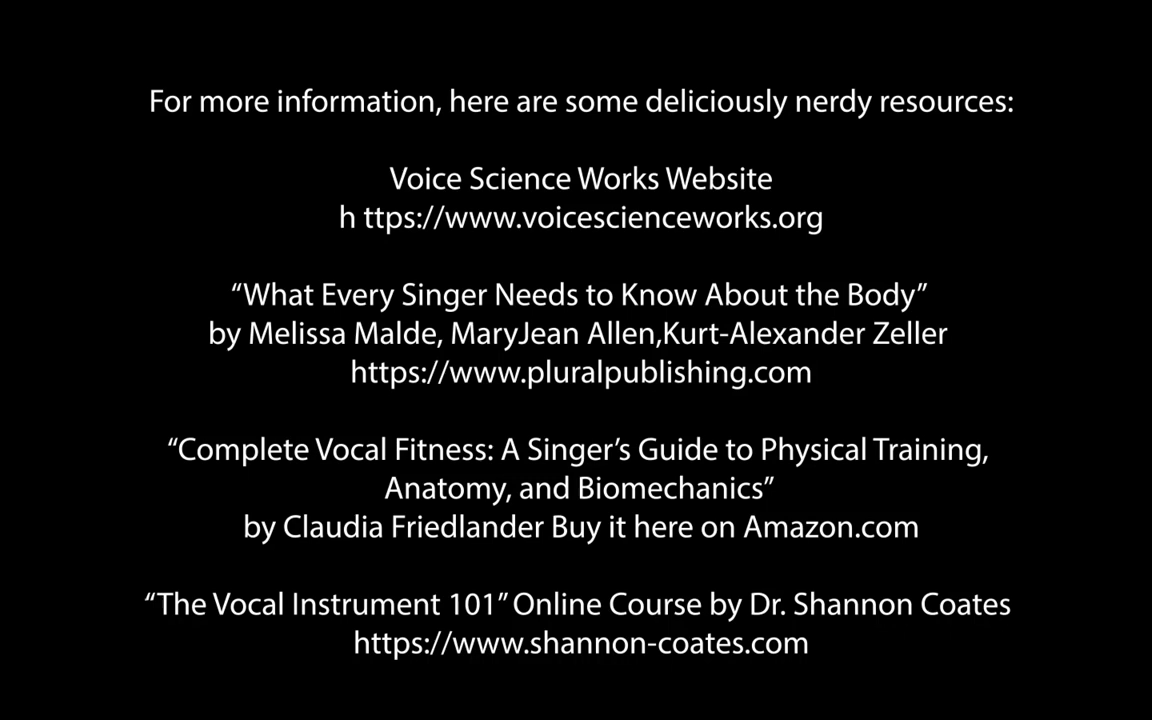 For more information, here are some deliciously nerdy resources:
Voice Science Works Website
h ttps://www.voicescienceworks.org
“What Every Singer Needs to Know About the Body”
by Melissa Malde, MaryJean Allen,Kurt-Alexander Zeller
https://www.pluralpublishing.com
“Complete Vocal Fitness: A Singer’s Guide to Physical Training,
Anatomy, and Biomechanics”
by Claudia Friedlander Buy it here on Amazon.com
“The Vocal Instrument 101” Online Course by Dr. Shannon Coates
https://www.shannon-coates.com